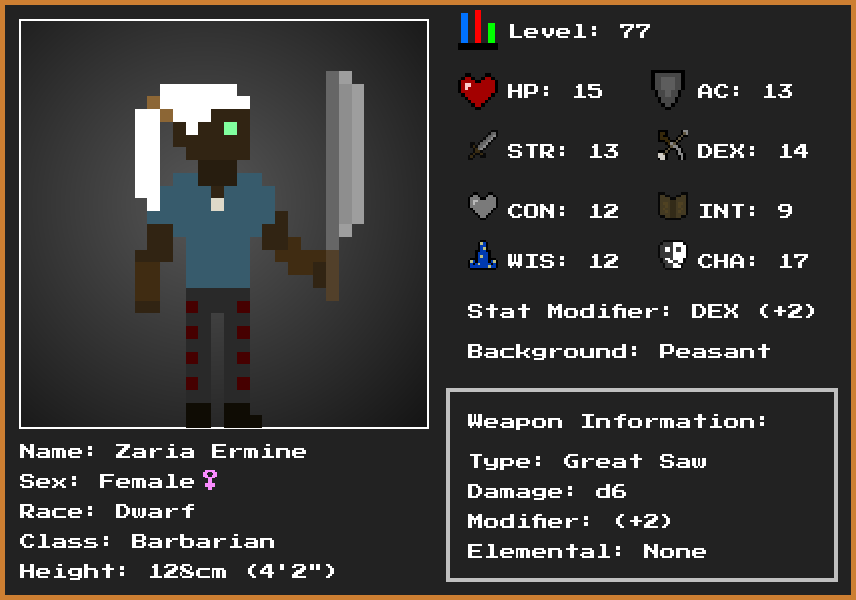 Level: 77
HP: 15 AC: 13
STR: 13 DEX: 14
CON: 12 INT: 9
WIS: 12 CHA: 17
Stat Modifier: DEX (+2)
Background: Peasant
Weapon Information:
Type: Great Saw
Damage: d6
Modifier: (+2)
Elemental: None
Name: Zaria Ermine
Sex: Female♀
Race: Dwarf
Class: Barbarian
Height: 128cm (4'2")